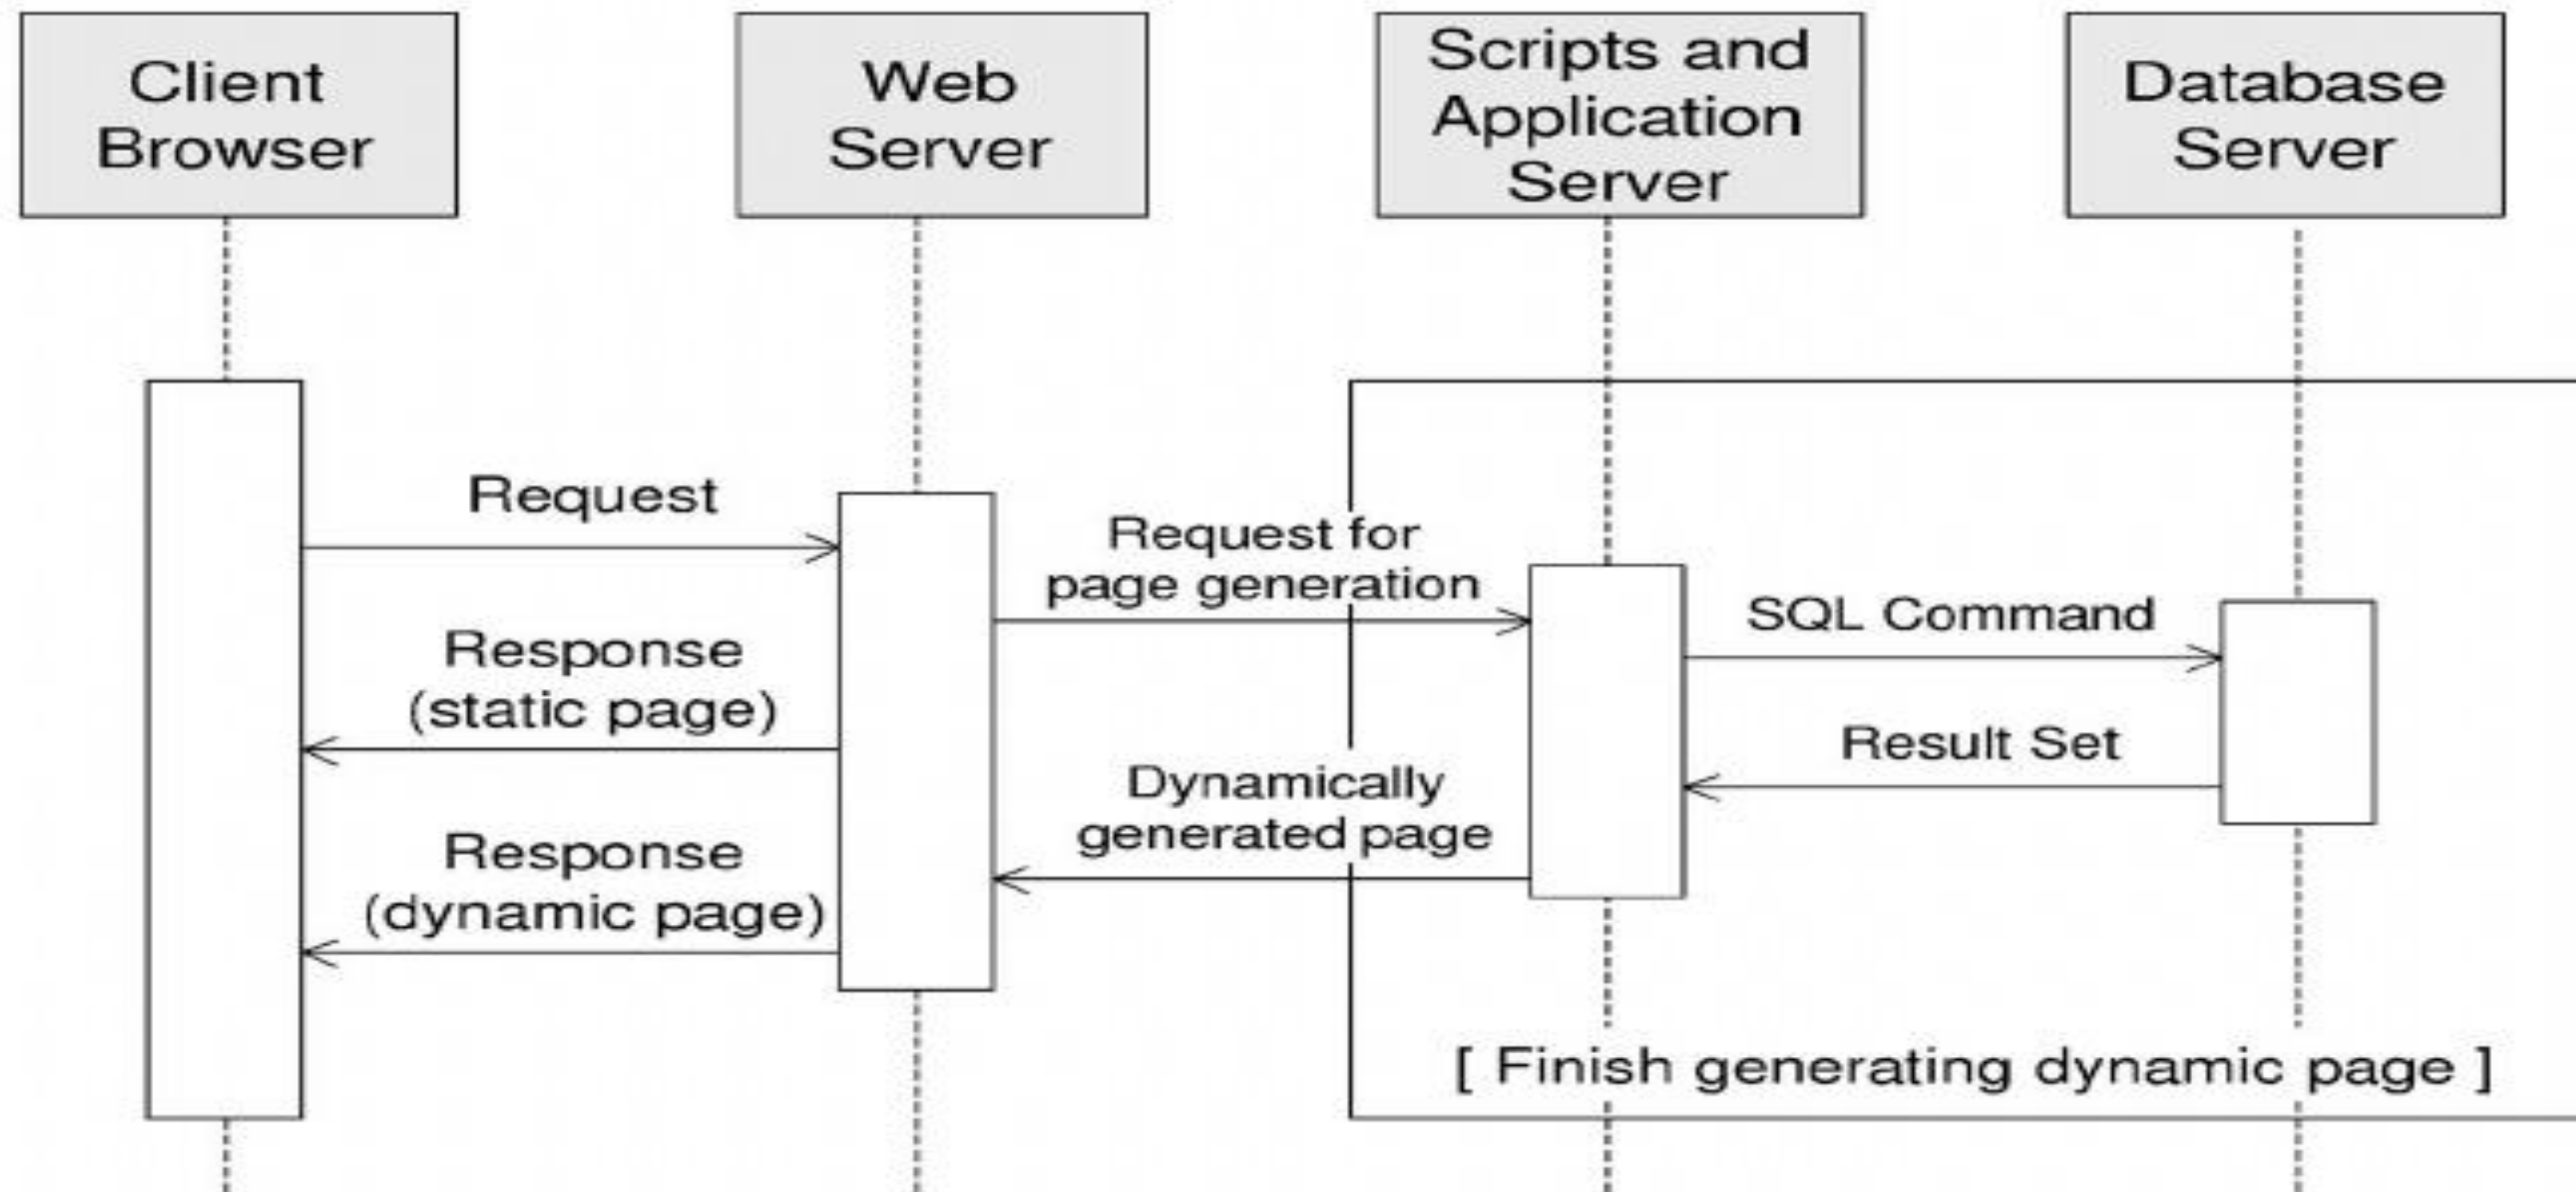 Client
Browser
Web
Server
Scripts and
Application
Server
Database
Server
Request
Request for
page generation
SQL Command
Response
(static page)
Result Set
Dynamically
generated page
Response
(dynamic page)
[ Finish generating dynamic page ]